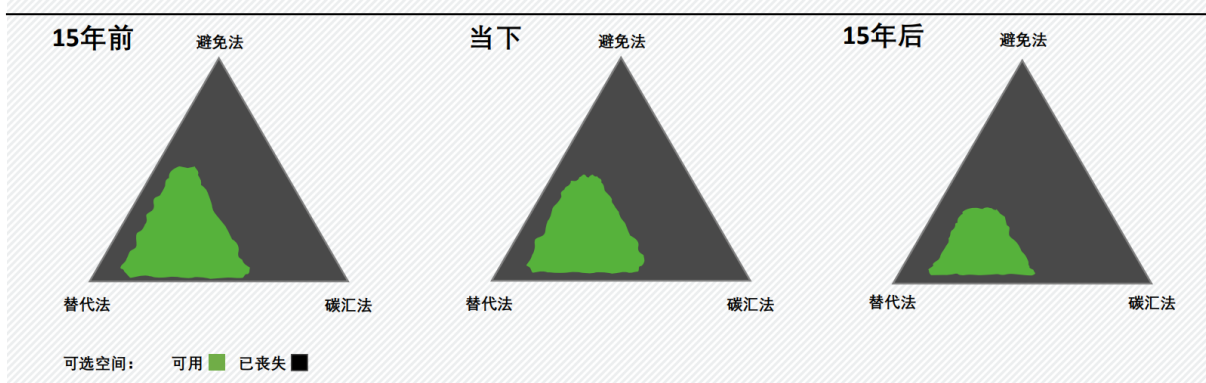 15年前
避免法
替代法
碳汇法
当下
避免法
替代法
碳汇法
15年后
避免法
替代法
碳汇法
可选空间： 可用 已丧失